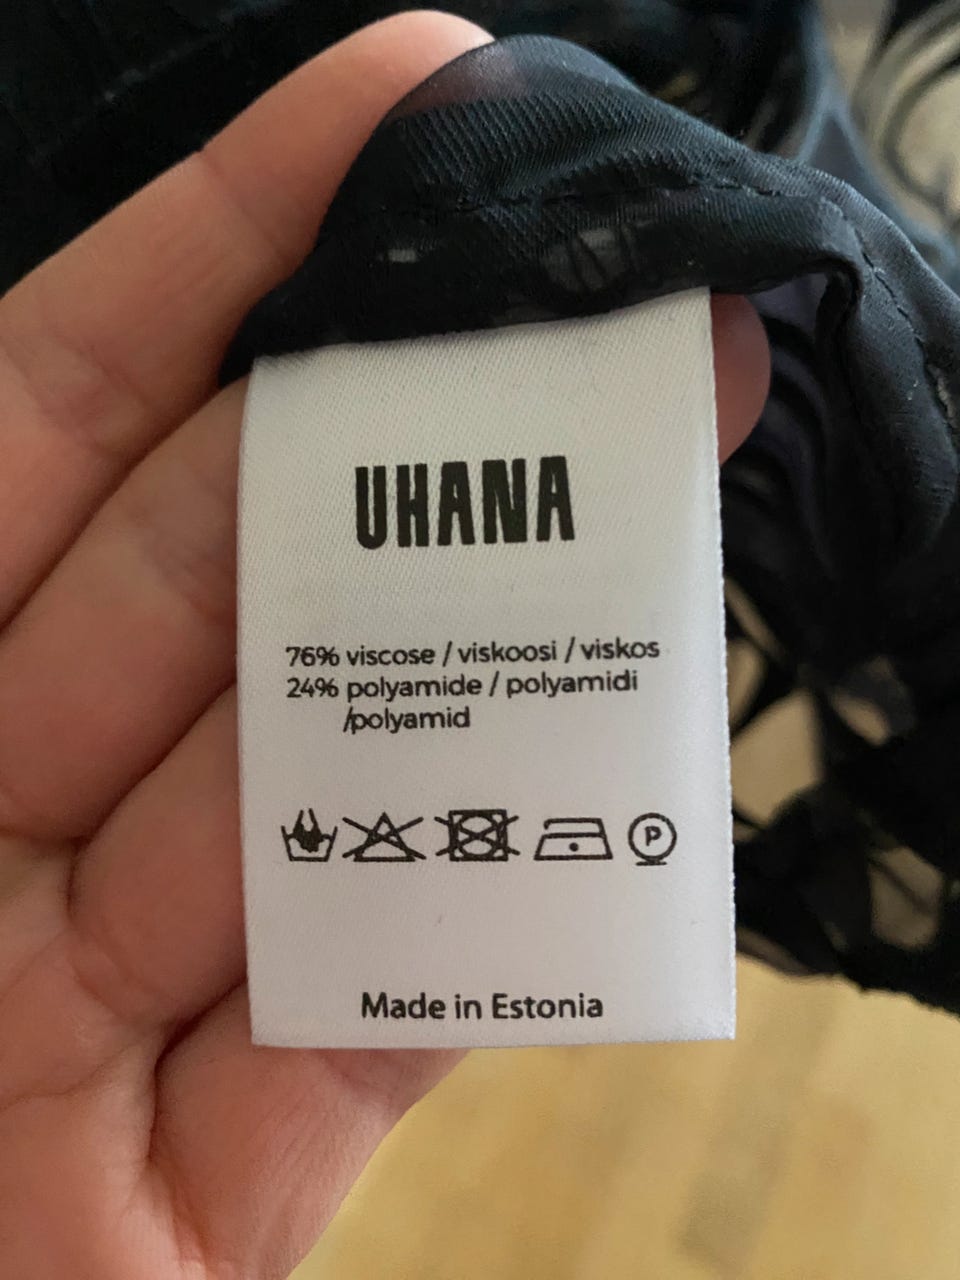 UHANA
76% viscose / viskoosi / viskos
24% polyamide / polyamidi
/polyamid
P
Made in Estonia